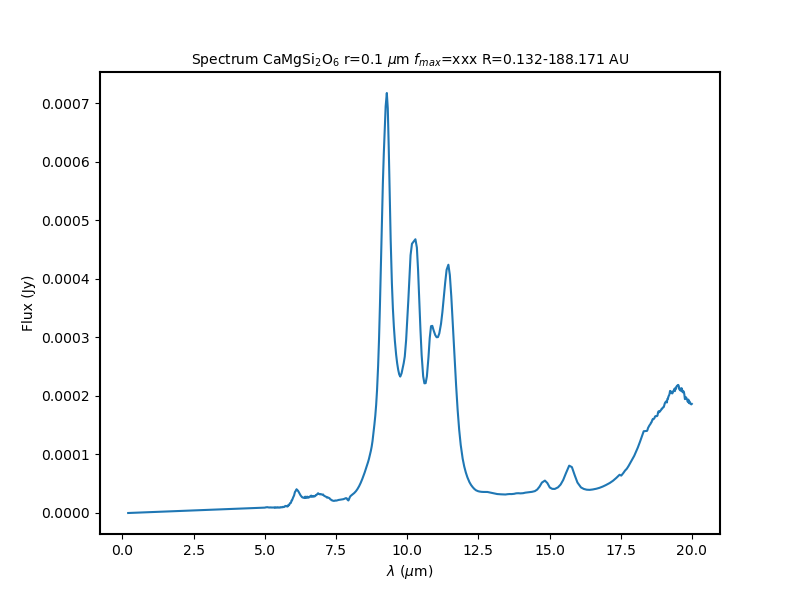 Spectrum CaMgSi₂O₆ r=0.1 μm fₘₐₓ=xxx R=0.132-188.171 AU
0.0007
0.0006
0.0005
0.0004
0.0003
0.0002
0.0001
0.0000
Flux (Jy)
0.0 2.5 5.0 7.5 10.0 12.5 15.0 17.5 20.0
λ (μm)